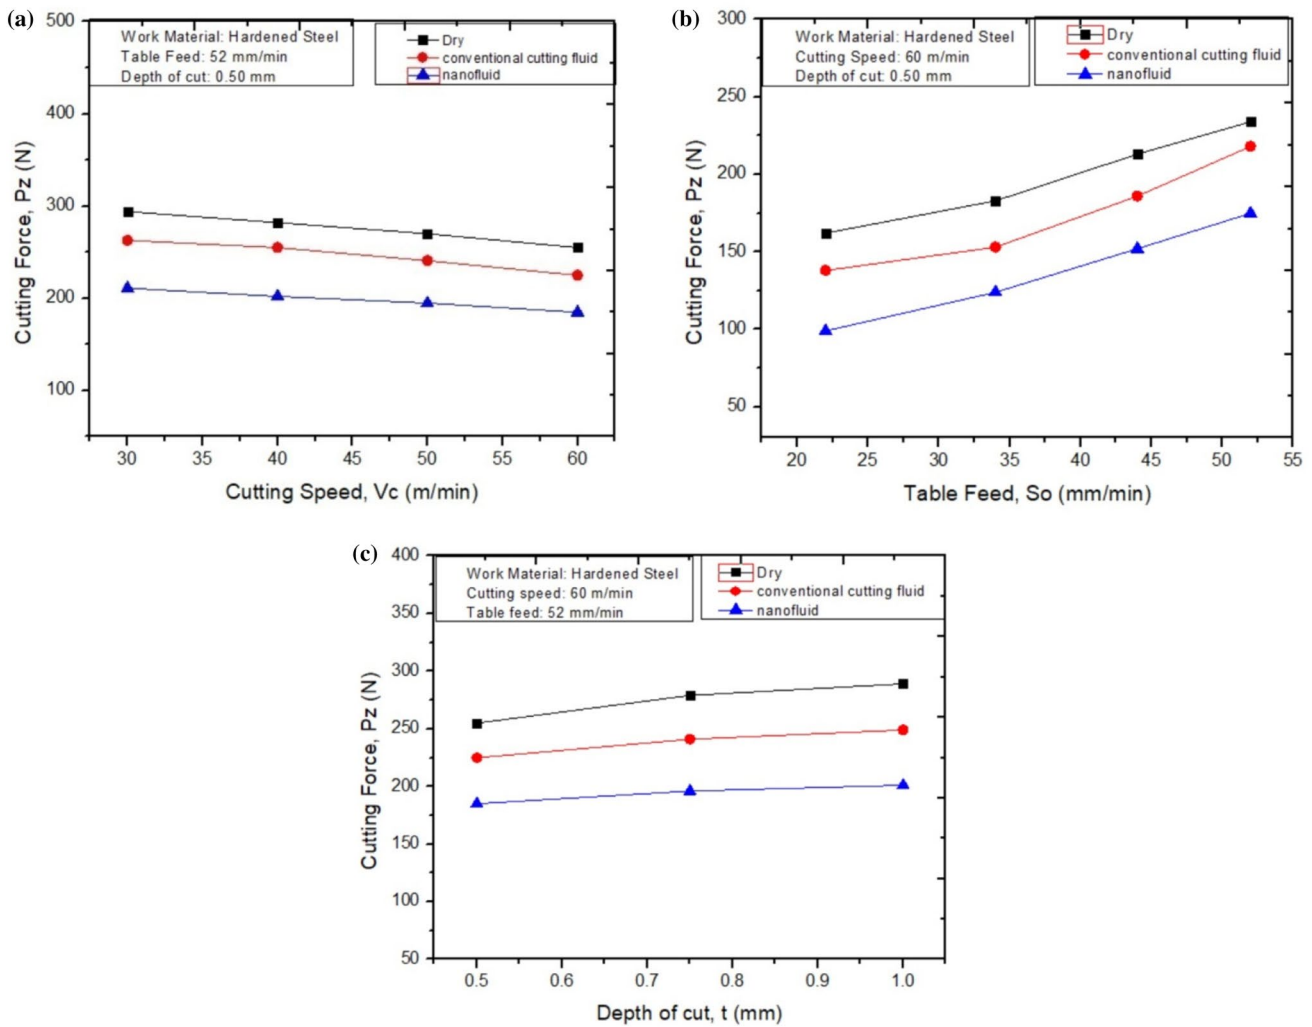 (a)
500
400
300
200
100
Cutting Force, Pz (N)
Work Material: Hardened Steel
Table Feed: 52 mm/min
Depth of cut: 0.50 mm
Dry
conventional cutting fluid
nanofluid
30 35 40 45 50 55 60
Cutting Speed, Vc (m/min)
(b)
300
250
200
150
100
50
Cutting Force, Pz (N)
Work Material: Hardened Steel
Cutting Speed: 60 m/min
Depth of cut: 0.50 mm
Dry
conventional cutting fluid
nanofluid
20 25 30 35 40 45 50 55
Table Feed, So (mm/min)
(c)
400
350
300
250
200
150
100
50
Cutting Force, Pz (N)
Work Material: Hardened Steel
Cutting speed: 60 m/min
Table feed: 52 mm/min
Dry
conventional cutting fluid
nanofluid
0.5 0.6 0.7 0.8 0.9 1.0
Depth of cut, t (mm)